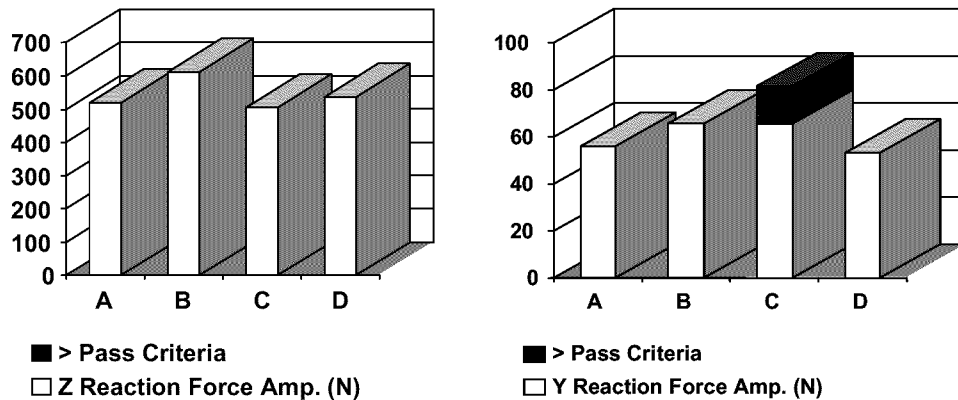 700
600
500
400
300
200
100
0
A B C D
> Pass Criteria
Z Reaction Force Amp. (N)
100
80
60
40
20
0
A B C D
> Pass Criteria
Y Reaction Force Amp. (N)